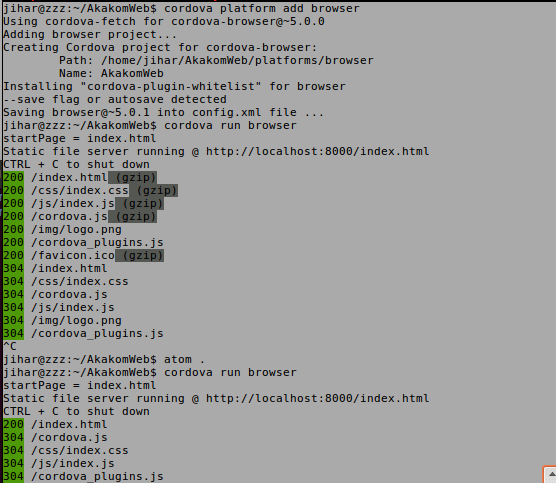 jihar@zzz:~/AkakomWeb$ cordova platform add browser
Using cordova-fetch for cordova-browser@~5.0.0
Adding browser project...
Creating Cordova project for cordova-browser:
        Path: /home/jihar/AkakomWeb/platforms/browser
        Name: AkakomWeb
Installing "cordova-plugin-whitelist" for browser
--save flag or autosave detected
Saving browser@~5.0.1 into config.xml file ...
jihar@zzz:~/AkakomWeb$ cordova run browser
startPage = index.html
Static file server running @ http://localhost:8000/index.html
CTRL + C to shut down
200 /index.html (gzip)
200 /css/index.css (gzip)
200 /js/index.js (gzip)
200 /cordova.js (gzip)
200 /img/logo.png
200 /cordova_plugins.js
200 /favicon.ico (gzip)
304 /index.html
304 /css/index.css
304 /cordova.js
304 /js/index.js
304 /img/logo.png
304 /cordova_plugins.js
^C
jihar@zzz:~/AkakomWeb$ atom .
jihar@zzz:~/AkakomWeb$ cordova run browser
startPage = index.html
Static file server running @ http://localhost:8000/index.html
CTRL + C to shut down
200 /index.html
304 /cordova.js
304 /css/index.css
304 /js/index.js
304 /cordova_plugins.js